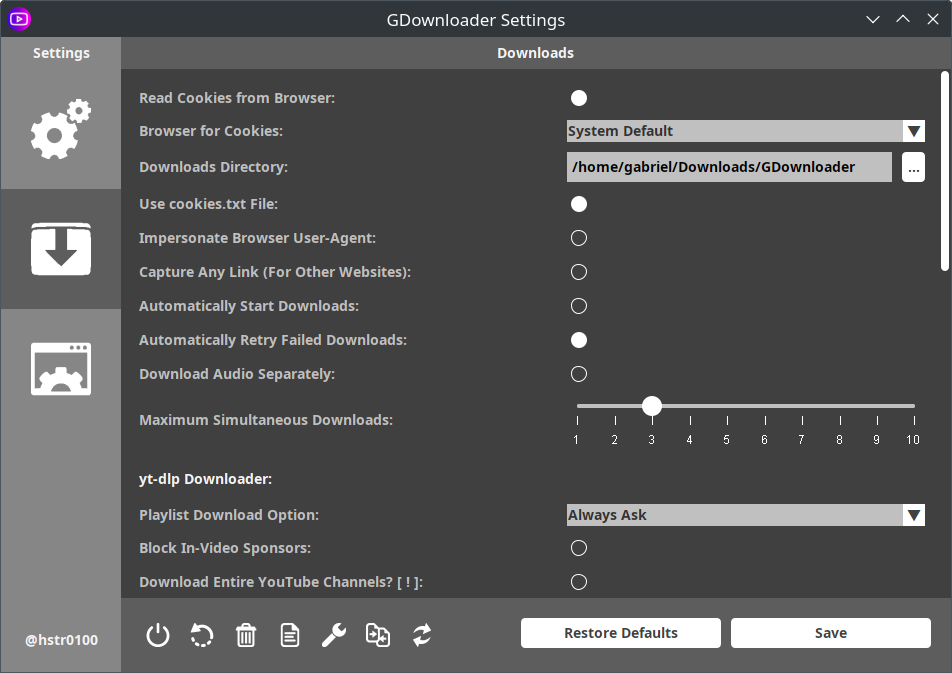 GDownloader Settings
Settings
Downloads
Read Cookies from Browser:
Browser for Cookies:
System Default
Downloads Directory:
/home/gabriel/Downloads/GDownloader
...
Use cookies.txt File:
Impersonate Browser User-Agent:
Capture Any Link (For Other Websites):
Automatically Start Downloads:
Automatically Retry Failed Downloads:
Download Audio Separately:
Maximum Simultaneous Downloads:
1 2 3 4 5 6 7 8 9 10
yt-dlp Downloader:
Playlist Download Option:
Always Ask
Block In-Video Sponsors:
Download Entire YouTube Channels? [ ! ]:
@hstr0100
Restore Defaults
Save